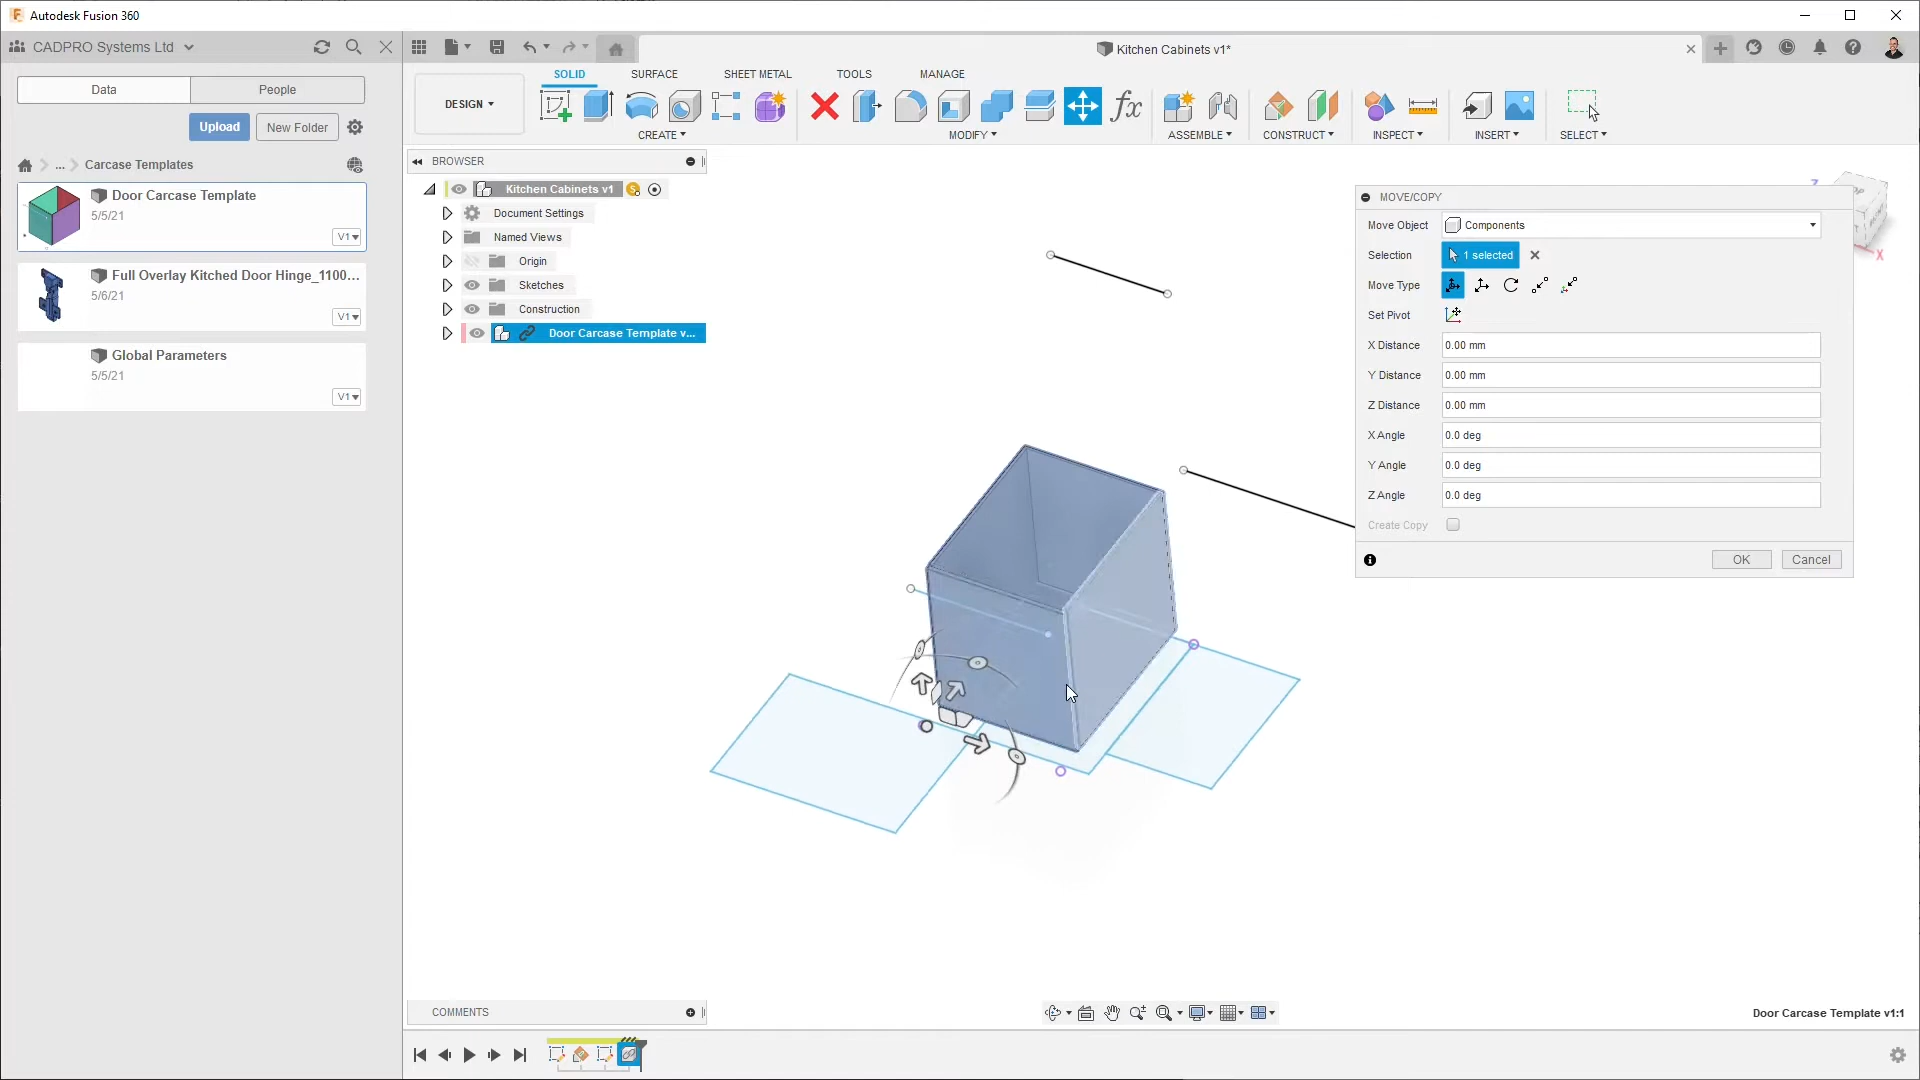 Autodesk Fusion 360
CADPRO Systems Ltd
Kitchen Cabinets v1*
Data
People
Upload
New Folder
... Carcase Templates
Door Carcase Template
5/5/21
V1
Full Overlay Kitched Door Hinge_1100...
5/6/21
V1
Global Parameters
5/5/21
V1
DESIGN
SOLID
SURFACE
SHEET METAL
TOOLS
MANAGE
fx
CREATE
MODIFY
ASSEMBLE
CONSTRUCT
INSPECT
INSERT
SELECT
BROWSER
Kitchen Cabinets v1
Document Settings
Named Views
Origin
Sketches
Construction
Door Carcase Template v...
Z
X
MOVE/COPY
Move Object
Components
Selection
1 selected
Move Type
Set Pivot
X Distance
0.00 mm
Y Distance
0.00 mm
Z Distance
0.00 mm
X Angle
0.0 deg
Y Angle
0.0 deg
Z Angle
0.0 deg
Create Copy
OK
Cancel
COMMENTS
Door Carcase Template v1:1